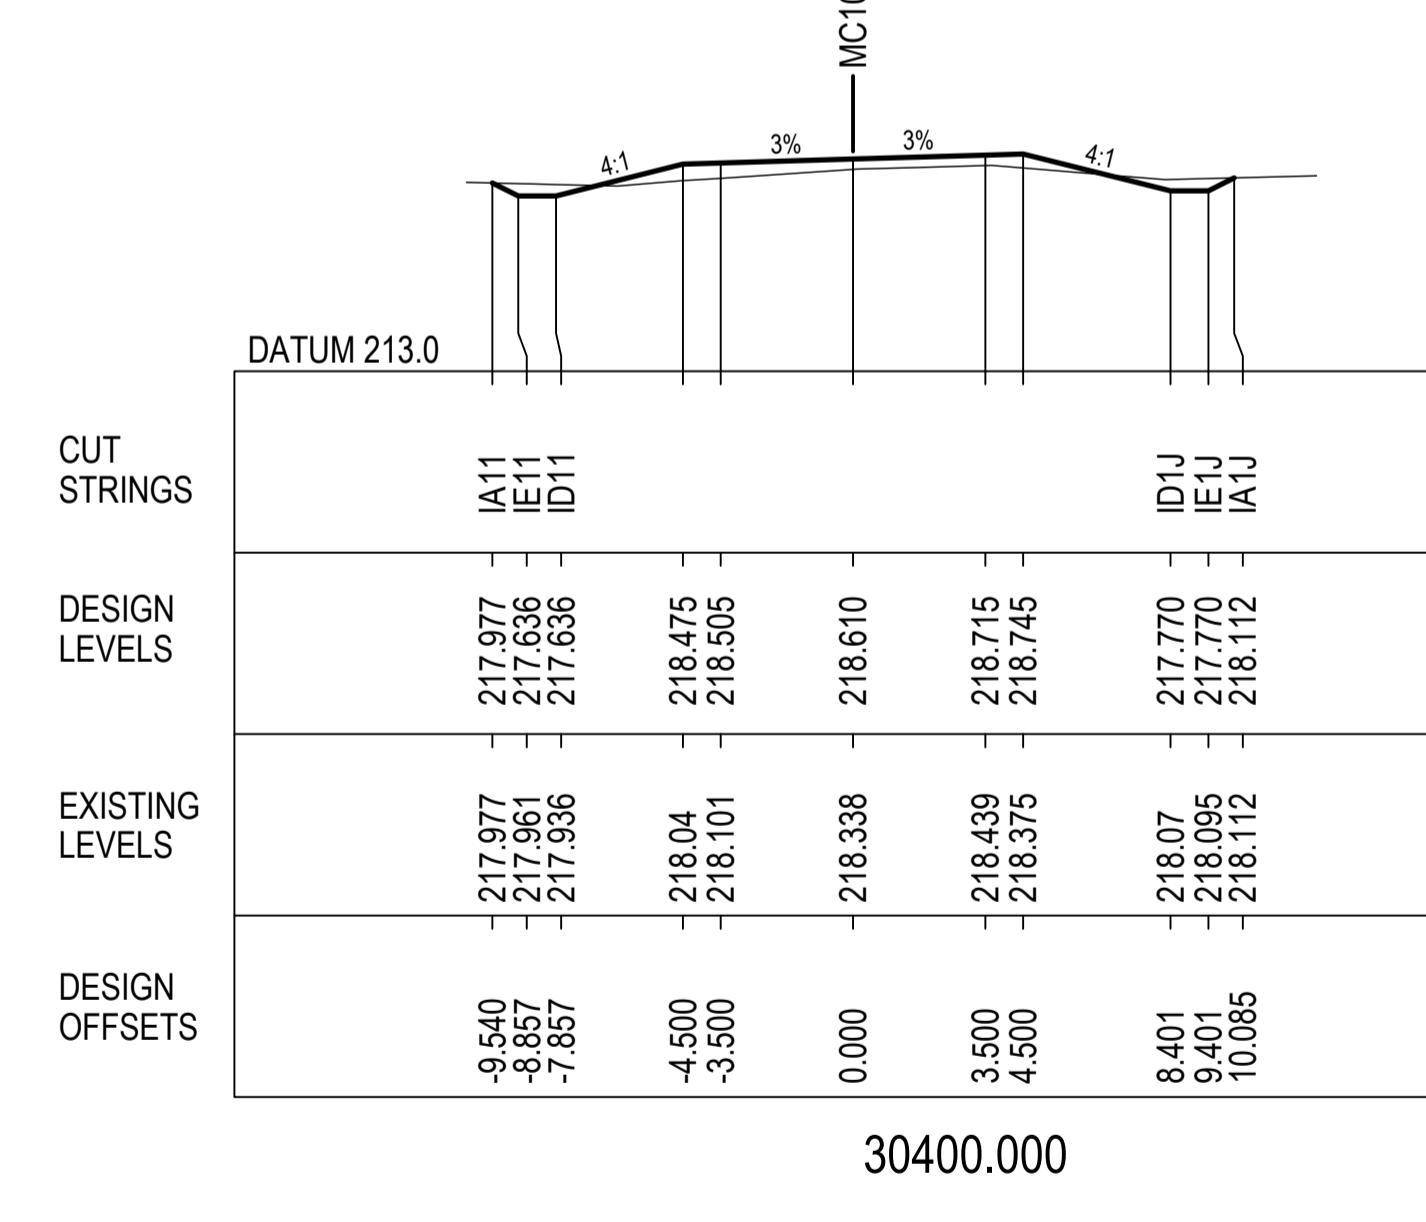 MC10
4:1
3%
3%
4:1
DATUM 213.0
CUT
STRINGS
IA11
IE11
ID11
ID1J
IE1J
IA1J
DESIGN
LEVELS
217.977
217.636
217.636
218.475
218.505
218.610
218.715
218.745
217.770
217.770
218.112
EXISTING
LEVELS
217.977
217.961
217.936
218.04
218.101
218.338
218.439
218.375
218.07
218.095
218.112
DESIGN
OFFSETS
-9.540
-8.857
-7.857
-4.500
-3.500
0.000
3.500
4.500
8.401
9.401
10.085
30400.000